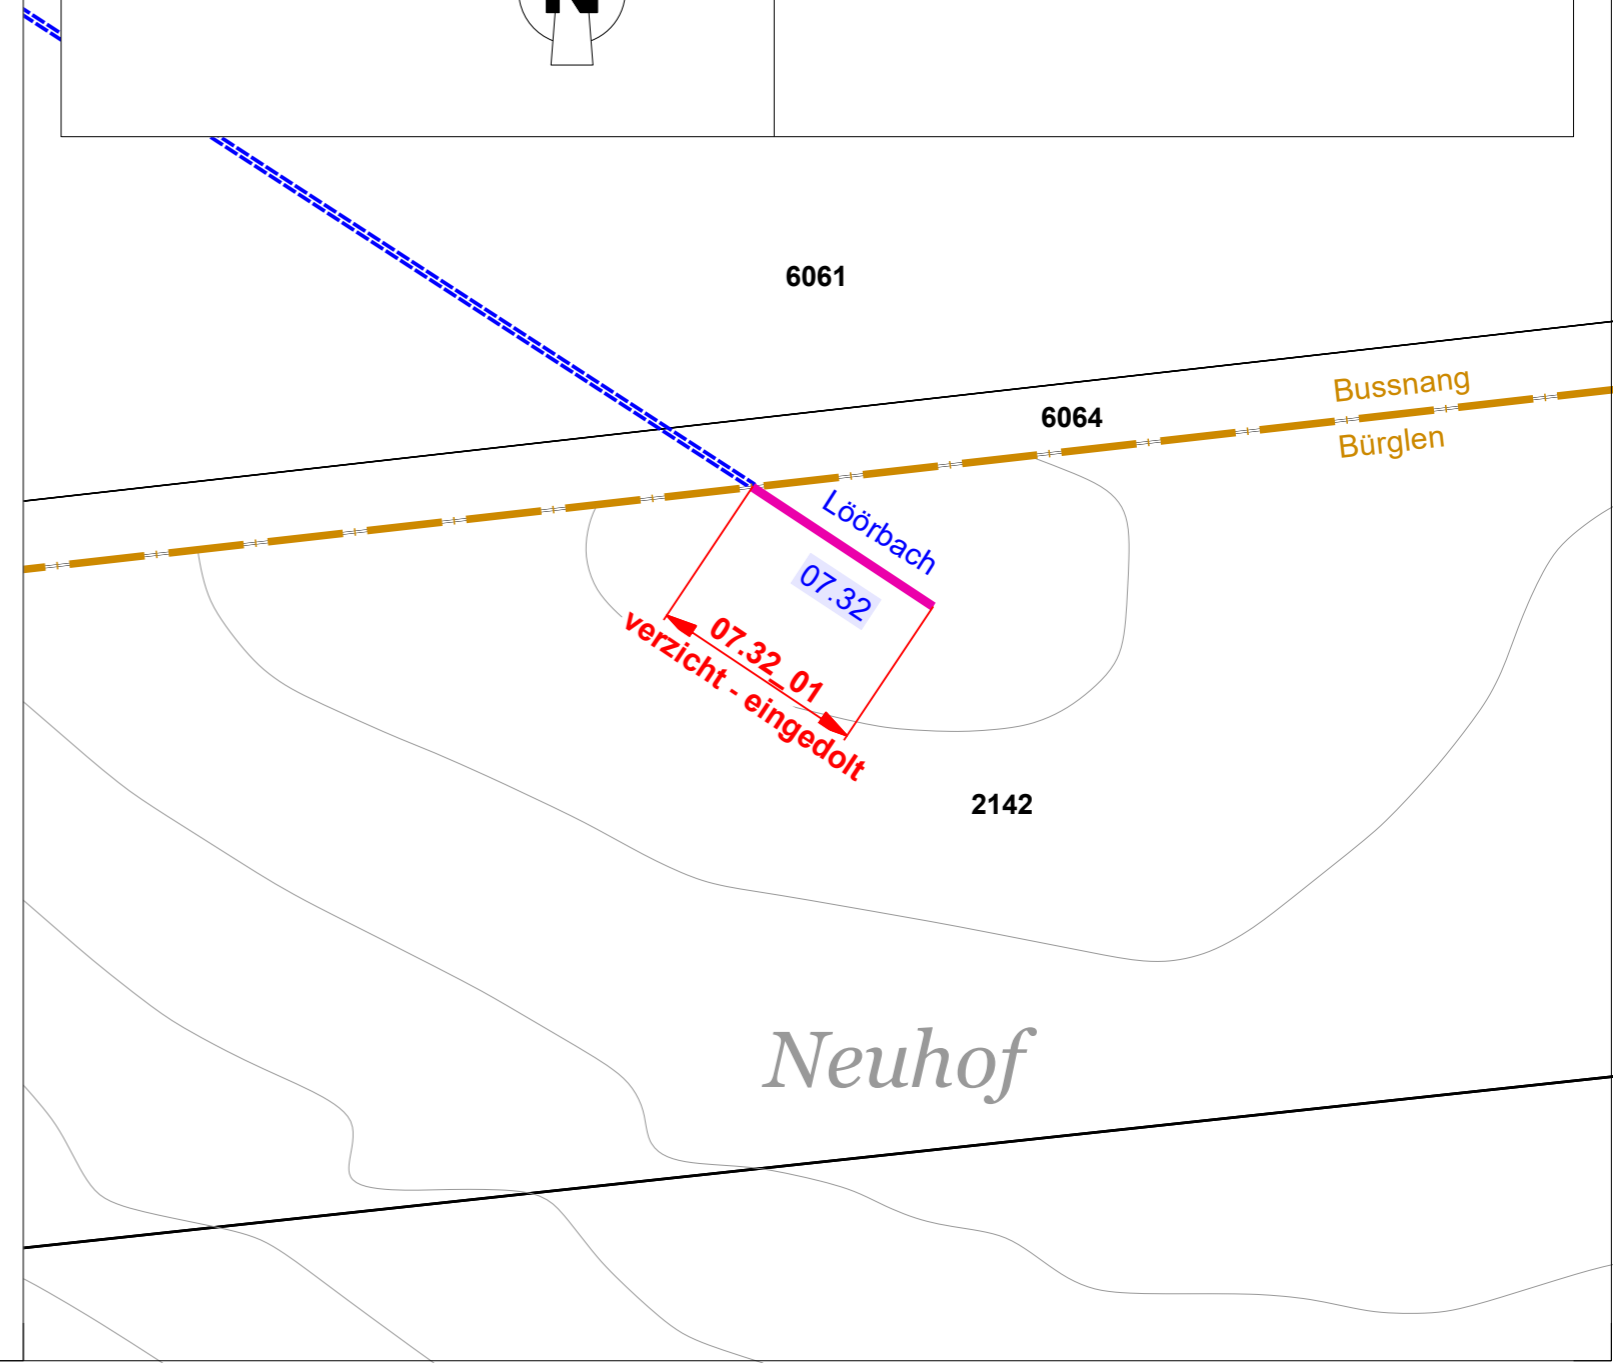 N
6061
Bussnang
6064
Bürglen
Löörbach
07.32
07.32_01
verzicht - eingedolt
2142
Neuhof